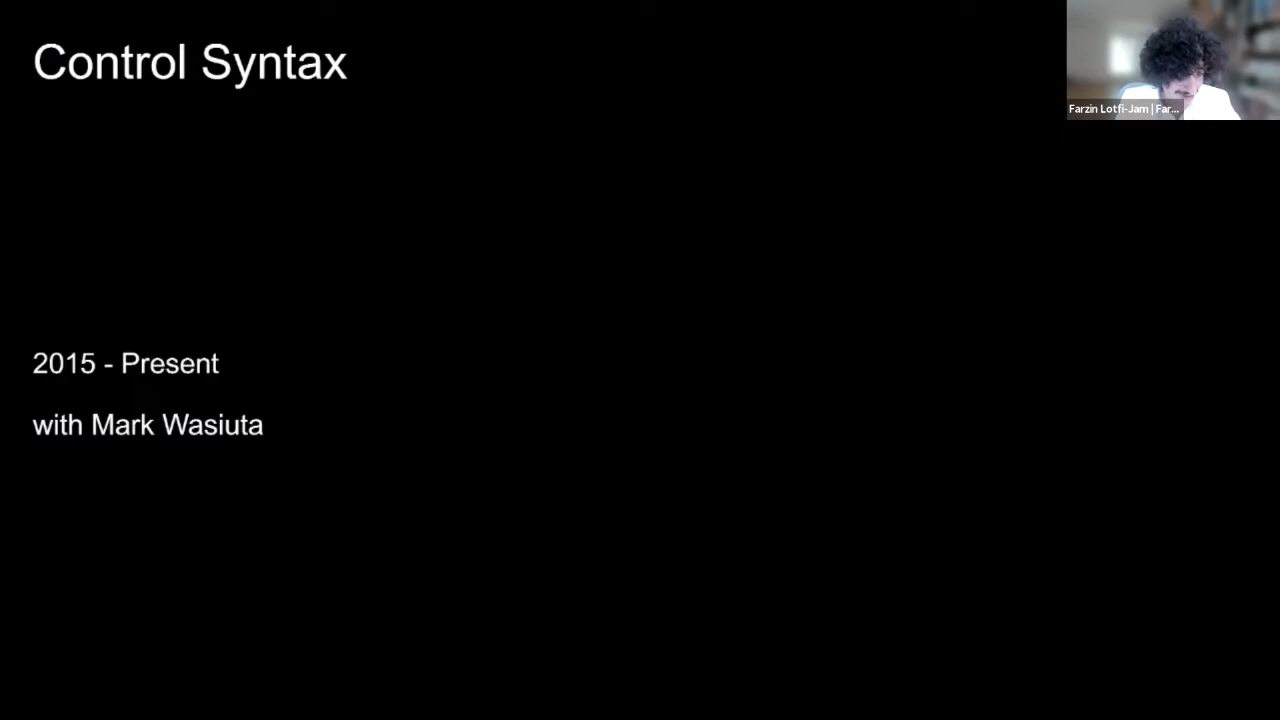 Control Syntax
Farzin Lotfi-Jam | Far...
2015 - Present
with Mark Wasiuta